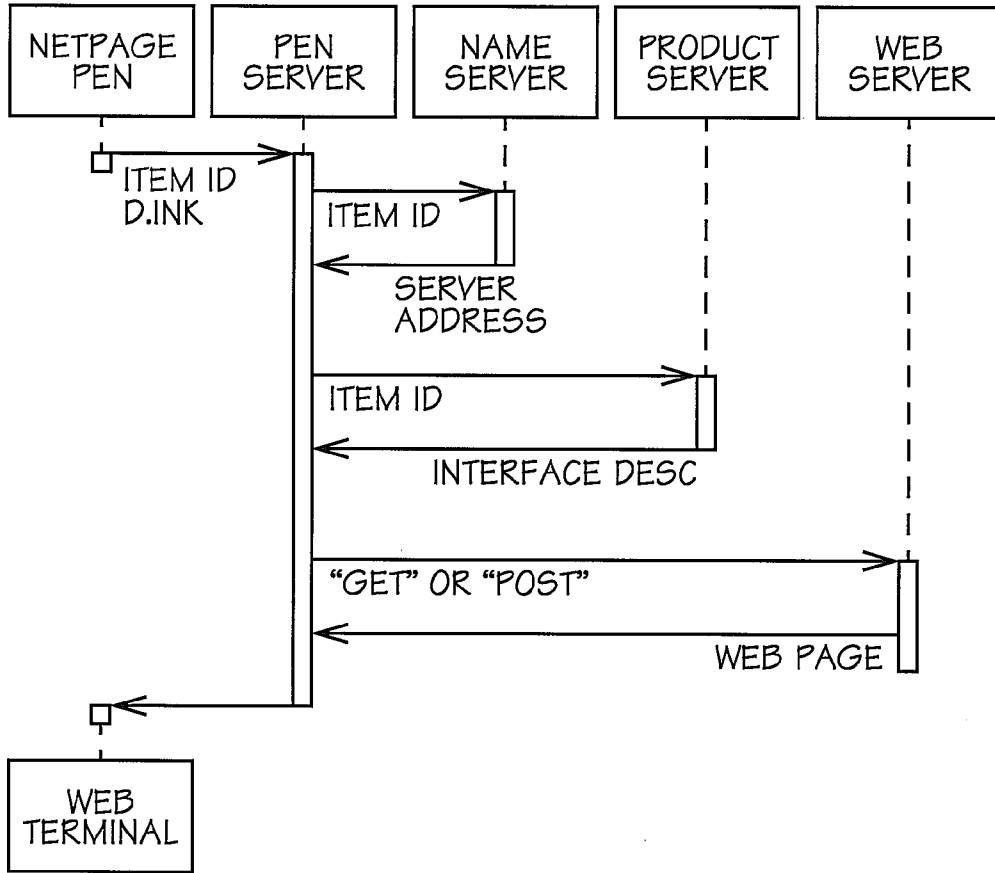 NETPAGE
PEN
PEN
SERVER
NAME
SERVER
PRODUCT
SERVER
WEB
SERVER
ITEM ID
D.INK
ITEM ID
SERVER
ADDRESS
ITEM ID
INTERFACE DESC
“GET” OR “POST”
WEB PAGE
WEB
TERMINAL